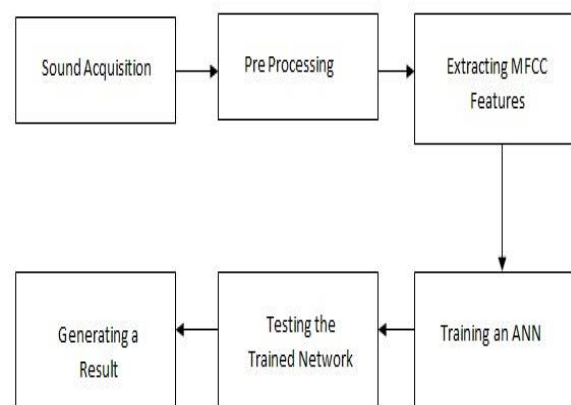 Sound Acquisition
Pre Processing
Extracting MFCC
Features
Training an ANN
Testing the
Trained Network
Generating a
Result